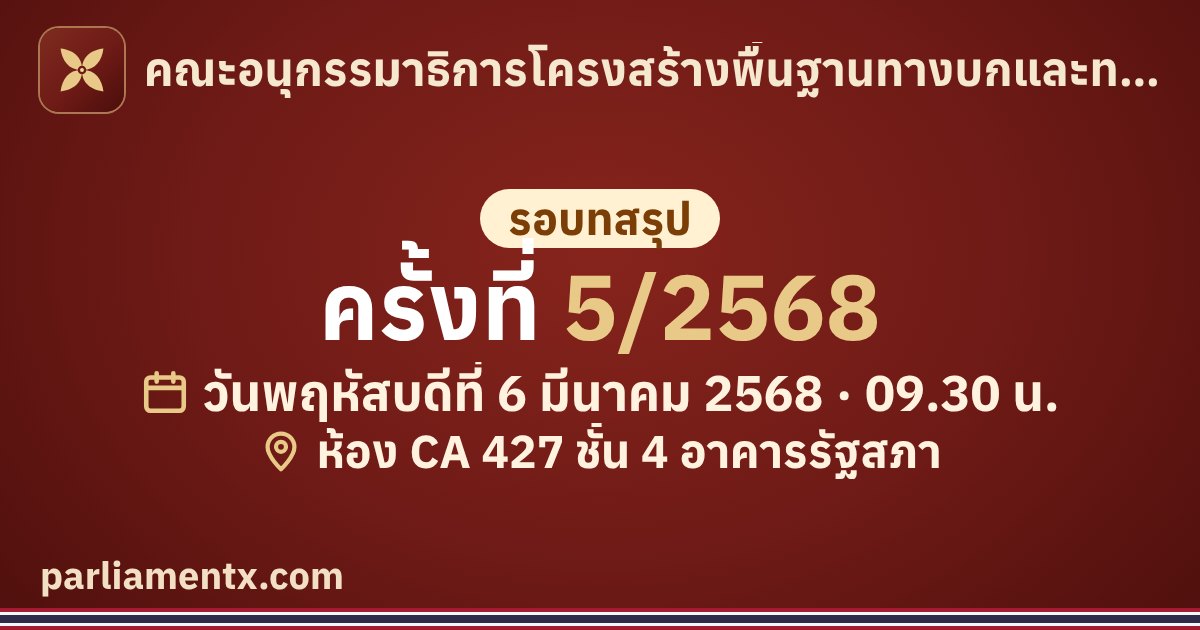 คณะอนุกรรมาธิการโครงสร้างพื้นฐานทางบกและท...
รอบทสรุป
ครั้งที่ 5/2568
วันพฤหัสบดีที่ 6 มีนาคม 2568 · 09.30 น.
ห้อง CA 427 ชั้น 4 อาคารรัฐสภา
parliamentx.com